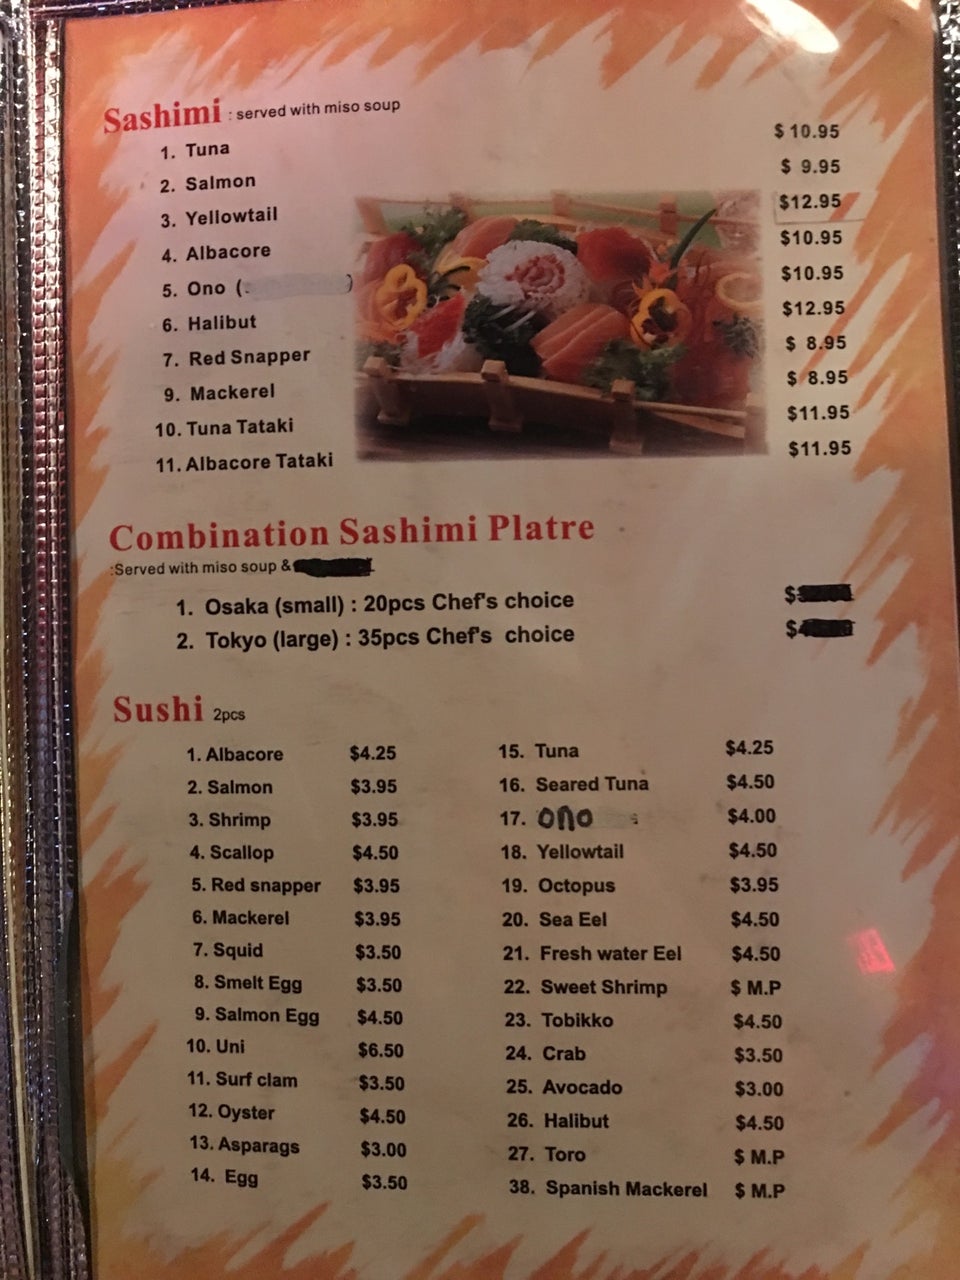 Sashimi : served with miso soup
1. Tuna $ 10.95
2. Salmon $ 9.95
3. Yellowtail $12.95
4. Albacore $10.95
5. Ono ( ) $10.95
6. Halibut $12.95
7. Red Snapper $ 8.95
9. Mackerel $ 8.95
10. Tuna Tataki $11.95
11. Albacore Tataki $11.95
Combination Sashimi Platre
:Served with miso soup &
1. Osaka (small) : 20pcs Chef's choice $
2. Tokyo (large) : 35pcs Chef's choice $
Sushi 2pcs
1. Albacore $4.25
2. Salmon $3.95
3. Shrimp $3.95
4. Scallop $4.50
5. Red snapper $3.95
6. Mackerel $3.95
7. Squid $3.50
8. Smelt Egg $3.50
9. Salmon Egg $4.50
10. Uni $6.50
11. Surf clam $3.50
12. Oyster $4.50
13. Asparags $3.00
14. Egg $3.50
15. Tuna $4.25
16. Seared Tuna $4.50
17. ono $4.00
18. Yellowtail $4.50
19. Octopus $3.95
20. Sea Eel $4.50
21. Fresh water Eel $4.50
22. Sweet Shrimp $ M.P
23. Tobikko $4.50
24. Crab $3.50
25. Avocado $3.00
26. Halibut $4.50
27. Toro $ M.P
38. Spanish Mackerel $ M.P